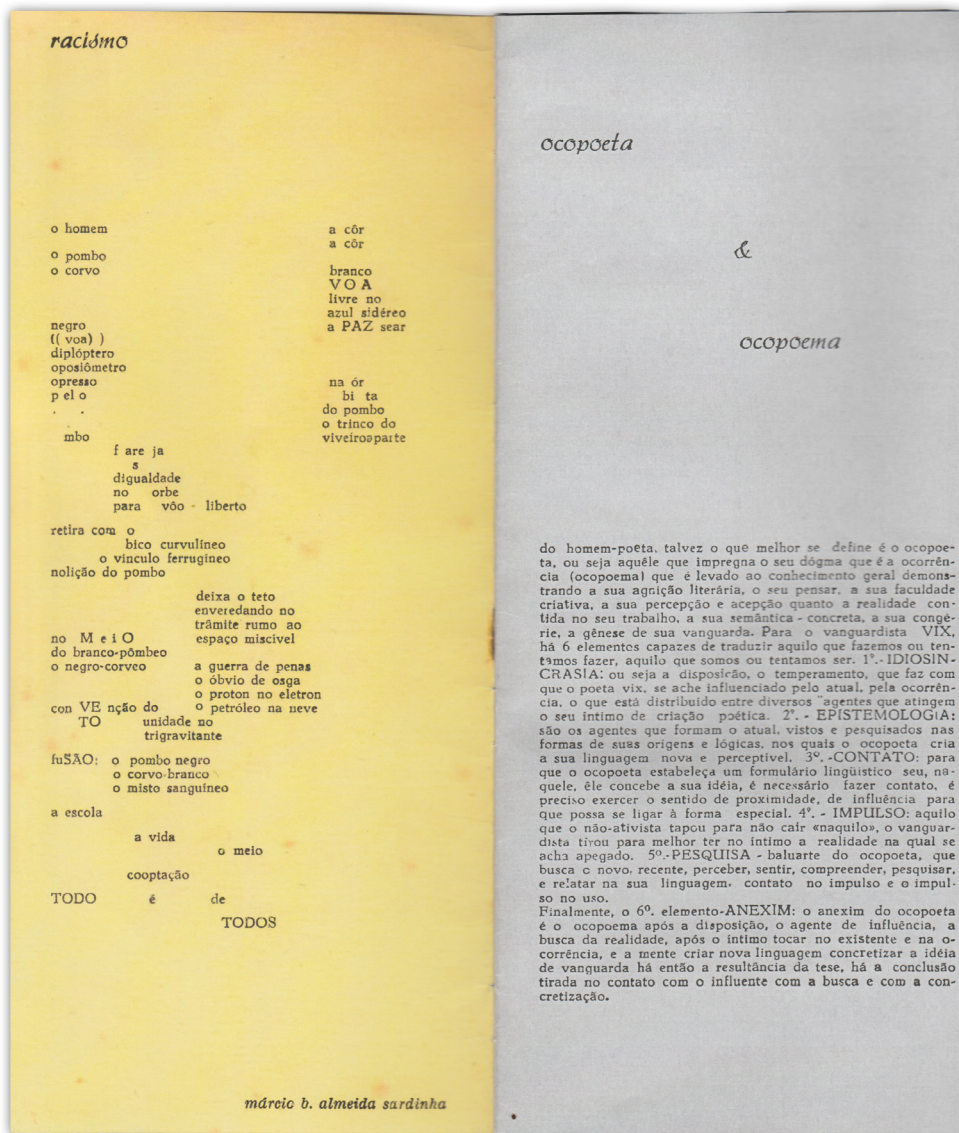 racismo
o homem a côr
a côr
o pombo
o corvo branco
V O A
livre no
azul sidéreo
negro a PAZ sear
(( voa) )
diplóptero
oposiômetro
opresso na ór
p el o bi ta
. . do pombo
. o trinco do
mbo viveiroaparte
f are ja
s
digualdade
no orbe
para vôo - liberto
retira com o
bico curvulíneo
o vinculo ferrugíneo
nolição do pombo
deixa o teto
enveredando no
trâmite rumo ao
no M e i O espaço miscível
do branco-pômbeo
o negro-corveo a guerra de penas
o óbvio de osga
o proton no eletron
con VE nção do o petróleo na neve
TO unidade no
trigravitante
fuSÃO: o pombo negro
o corvo-branco
o misto sanguíneo
a escola
a vida
o meio
cooptação
TODO é de
TODOS
márcio b. almeida sardinha
ocopoeta
&
ocopoema
do homem-poeta, talvez o que melhor se define é o ocopoe-
ta, ou seja aquêle que impregna o seu dógma que é a ocorrên-
cia (ocopoema) que é levado ao conhecimento geral demons-
trando a sua agnição literária, o seu pensar, a sua faculdade
criativa, a sua percepção e acepção quanto a realidade con-
tida no seu trabalho, a sua semântica - concreta, a sua congé-
rie, a gênese de sua vanguarda. Para o vanguardista VIX,
há 6 elementos capazes de traduzir aquilo que fazemos ou ten-
tamos fazer, aquilo que somos ou tentamos ser. 1º.- IDIOSIN-
CRASIA: ou seja a disposição, o temperamento, que faz com
que o poeta vix, se ache influenciado pelo atual, pela ocorrên-
cia, o que está distribuido entre diversos "agentes que atingem
o seu íntimo de criação poética. 2º. - EPISTEMOLOGIA:
são os agentes que formam o atual, vistos e pesquisados nas
formas de suas origens e lógicas, nos quais o ocopoeta cria
a sua linguagem nova e perceptivel. 3º. -CONTATO: para
que o ocopoeta estabeleça um formulário lingüistico seu, na-
quele, êle concebe a sua idéia, é necessário fazer contato, é
preciso exercer o sentido de proximidade, de influência para
que possa se ligar à forma especial. 4º. - IMPULSO: aquilo
que o não-ativista tapou para não cair «naquilo», o vanguar-
dista tirou para melhor ter no íntimo a realidade na qual se
acha apegado. 5º.-PESQUISA - baluarte do ocopoeta, que
busca o novo, recente, perceber, sentir, compreender, pesquisar,
e relatar na sua linguagem. contato no impulso e o impul-
so no uso.
Finalmente, o 6º. elemento-ANEXIM: o anexim do ocopoeta
é o ocopoema após a disposição, o agente de influência, a
busca da realidade, após o intimo tocar no existente e na o-
corrência, e a mente criar nova linguagem concretizar a idéia
de vanguarda há então a resultância da tese, há a conclusão
tirada no contato com o influente com a busca e com a con-
cretização.